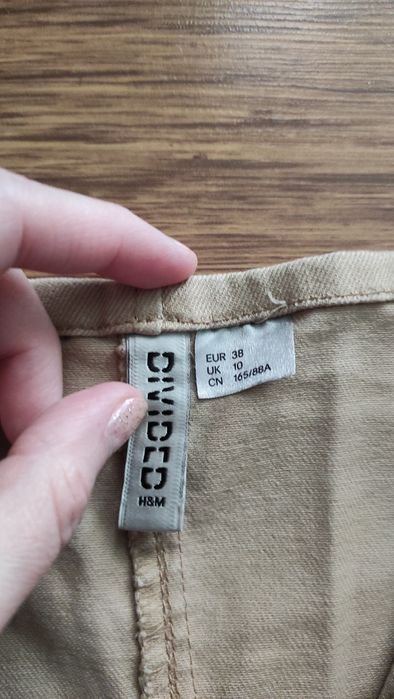 DIVIDED
H&M
EUR 38
UK 10
CN 165/88A